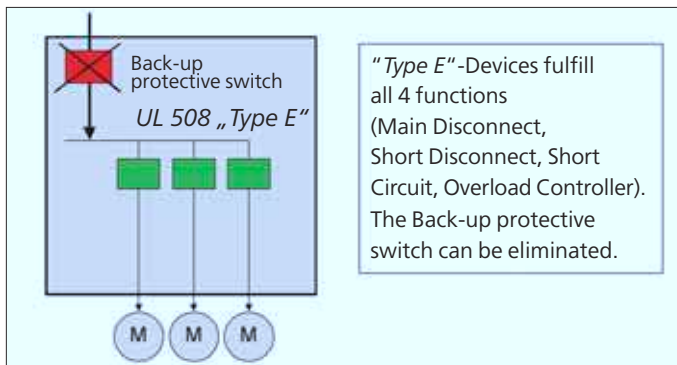 Back-up
protective switch
UL 508 „Type E“
M M M
“Type E“-Devices fulfill
all 4 functions
(Main Disconnect,
Short Disconnect, Short
Circuit, Overload Controller).
The Back-up protective
switch can be eliminated.